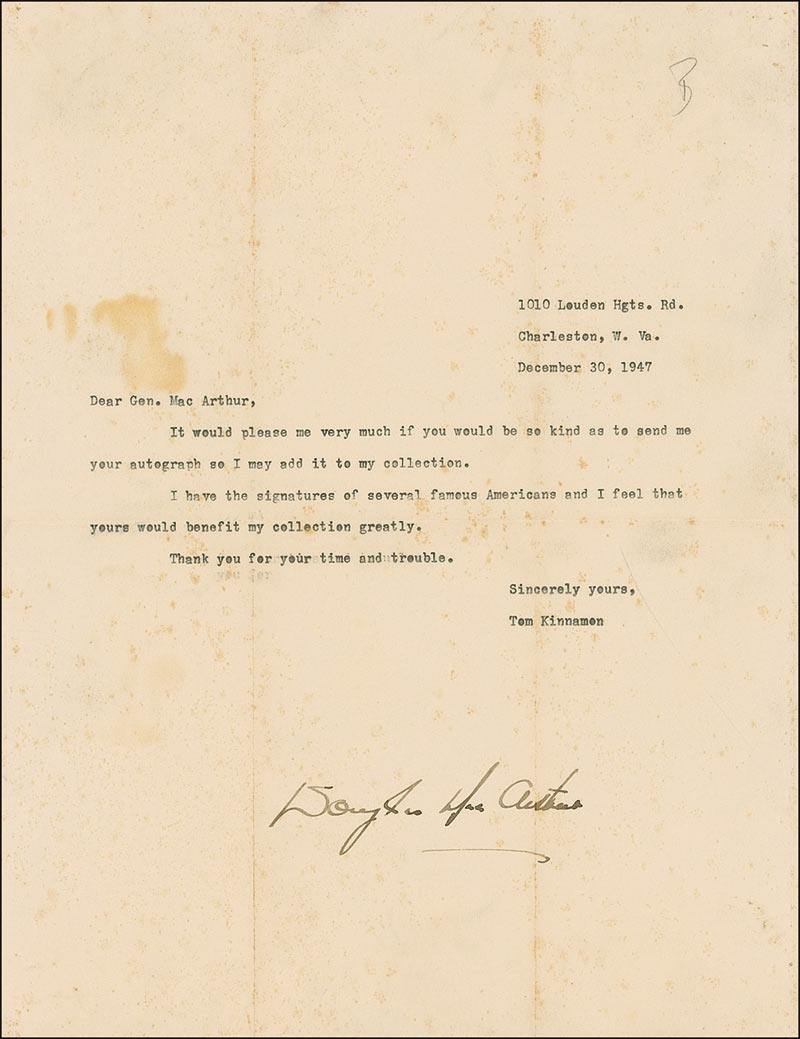 1010 Louden Hgts. Rd.
Charleston, W. Va.
December 30, 1947
Dear Gen. Mac Arthur,
It would please me very much if you would be so kind as to send me
your autograph so I may add it to my collection.
I have the signatures of several famous Americans and I feel that
yours would benefit my collection greatly.
Thank you for your time and trouble.
you for
Sincerely yours,
Tom Kinnamon
Douglas MacArthur